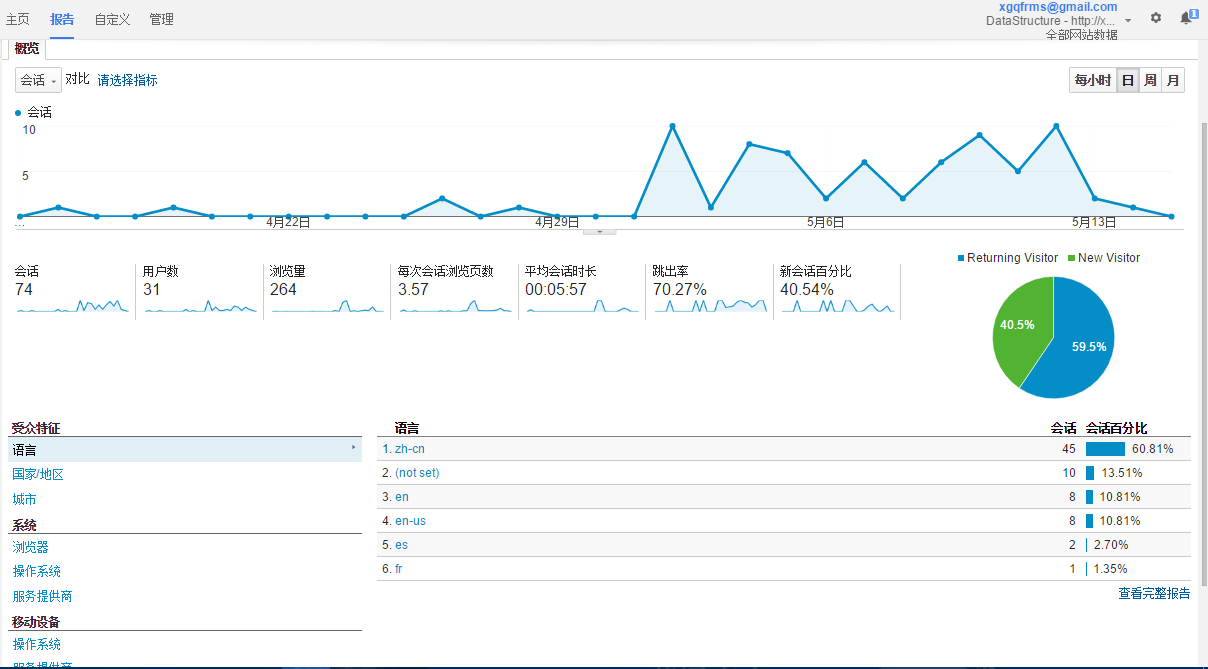 主页 报告 自定义 管理
xgqfrms@gmail.com
DataStructure - http://x...
全部网站数据
1
概览
会话 对比 请选择指标
每小时 日 周 月
会话
10
5
... 4月22日 4月29日 5月6日 5月13日
会话 用户数 浏览量 每次会话浏览页数 平均会话时长 跳出率 新会话百分比
74 31 264 3.57 00:05:57 70.27% 40.54%
Returning Visitor New Visitor
40.5%
59.5%
受众特征
语言
国家/地区
城市
系统
浏览器
操作系统
服务提供商
移动设备
操作系统
服务提供商
语言 会话 会话百分比
1. zh-cn 45 60.81%
2. (not set) 10 13.51%
3. en 8 10.81%
4. en-us 8 10.81%
5. es 2 2.70%
6. fr 1 1.35%
查看完整报告